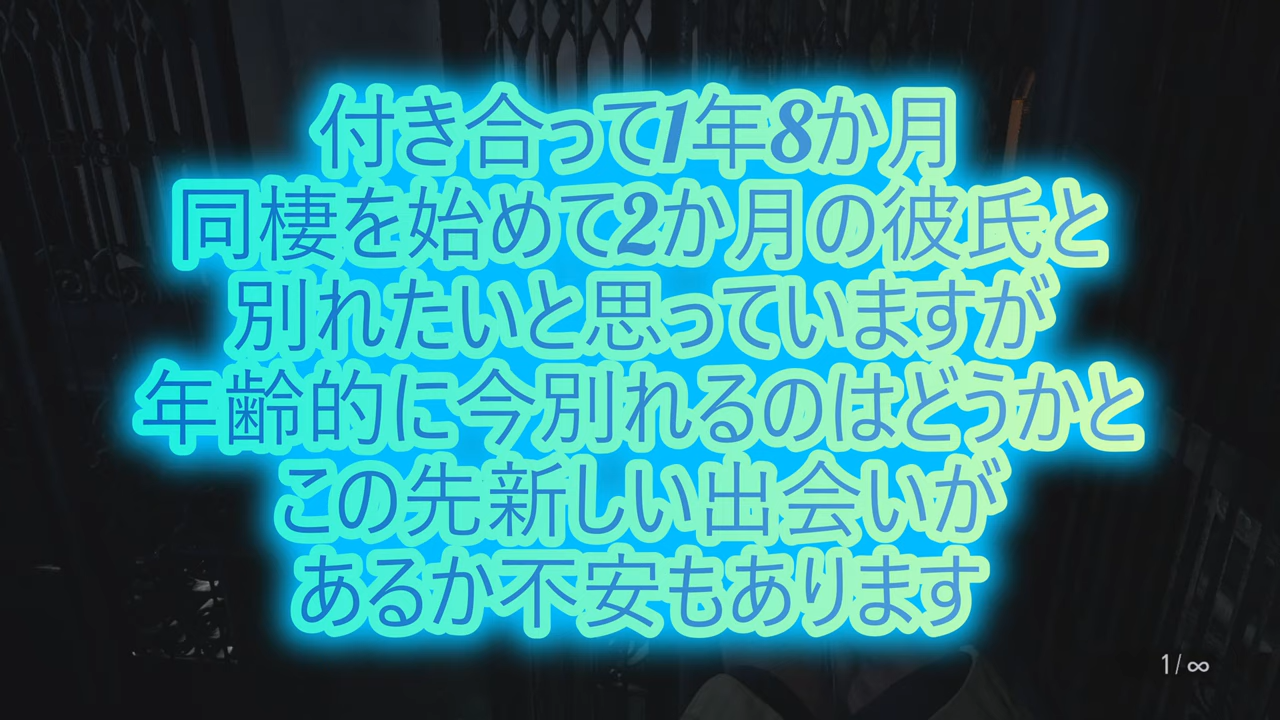 付き合って1年8か月
同棲を始めて2か月の彼氏と
別れたいと思っていますが
年齢的に今別れるのはどうかと
この先新しい出会いが
あるか不安もあります
1/∞